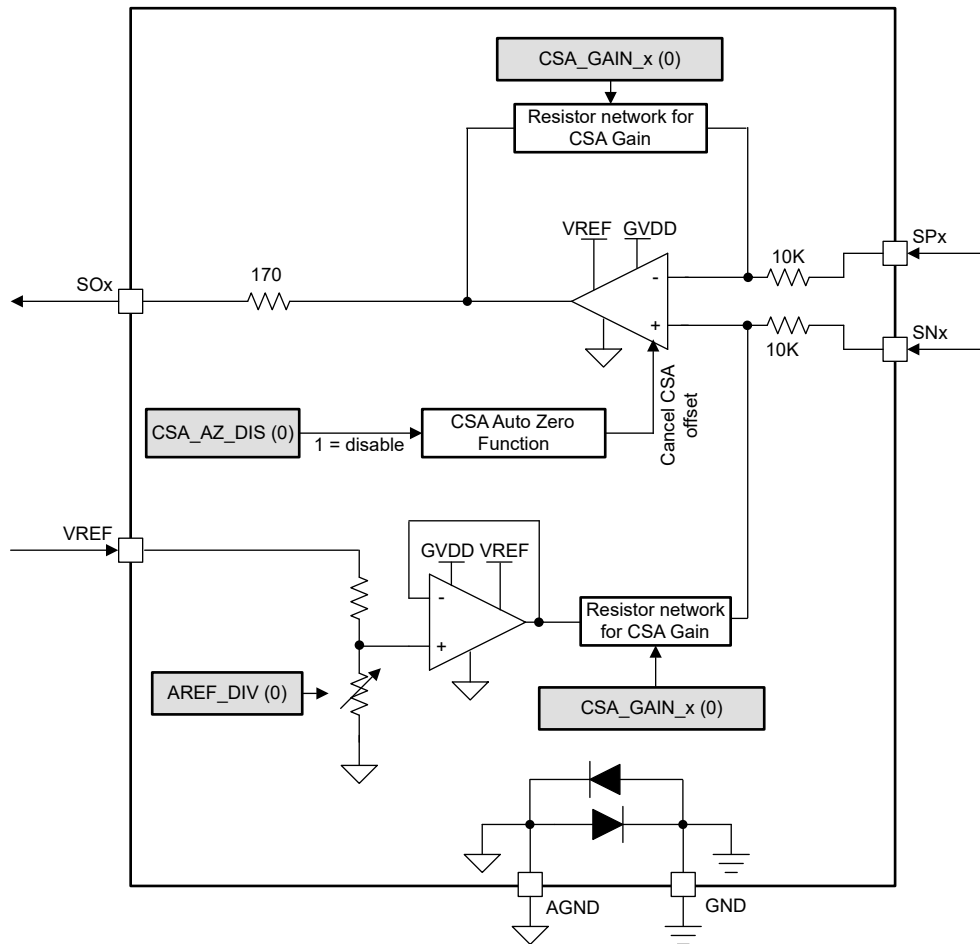 CSA_GAIN_x (0)
Resistor network for
CSA Gain
VREF
GVDD
SPx
10K
-
SOx
170
+
SNx
10K
Cancel CSA
offset
CSA_AZ_DIS (0)
1 = disable
CSA Auto Zero
Function
VREF
GVDD
VREF
-
+
Resistor network
for CSA Gain
AREF_DIV (0)
CSA_GAIN_x (0)
AGND
GND